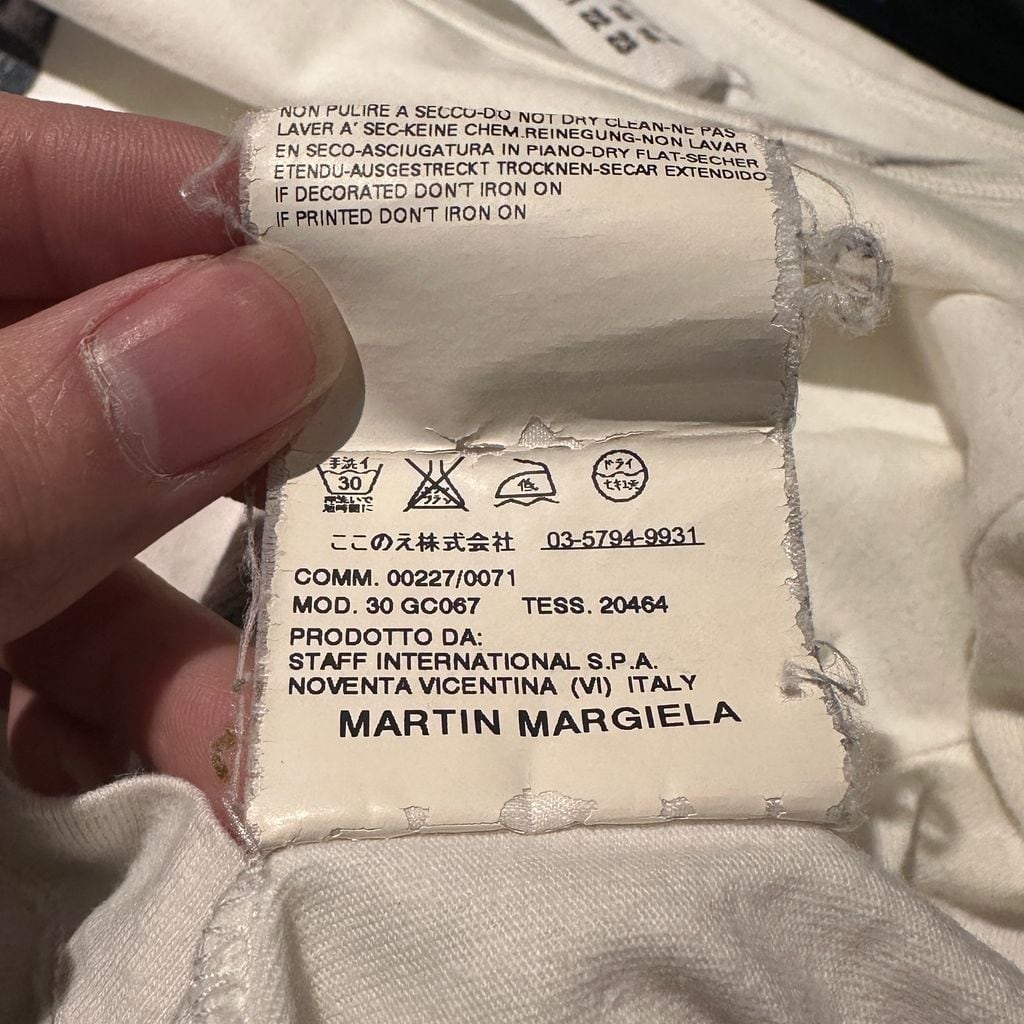 22 23
NON PULIRE A SECCO-DO NOT DRY CLEAN-NE PAS
LAVER A' SEC-KEINE CHEM.REINEGUNG-NON LAVAR
EN SECO-ASCIUGATURA IN PIANO-DRY FLAT-SECHER
ETENDU-AUSGESTRECKT TROCKNEN-SECAR EXTENDIDO
IF DECORATED DON'T IRON ON
IF PRINTED DON'T IRON ON
手洗イ
30
低
ドライ
ここのえ株式会社 03-5794-9931
COMM. 00227/0071
MOD. 30 GC067 TESS. 20464
PRODOTTO DA:
STAFF INTERNATIONAL S.P.A.
NOVENTA VICENTINA (VI) ITALY
MARTIN MARGIELA